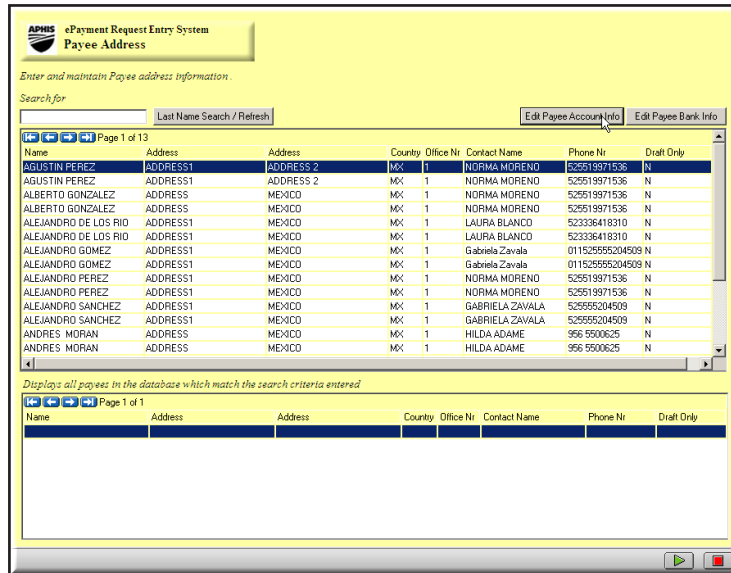 APHIS ePayment Request Entry System
Payee Address
Enter and maintain Payee address information .
Search for
Last Name Search / Refresh Edit Payee Account Info Edit Payee Bank Info
Page 1 of 13
Name Address Address Country Office Nr Contact Name Phone Nr Draft Only
AGUSTIN PEREZ ADDRESS1 ADDRESS 2 MX 1 NORMA MORENO 525519971536 N
AGUSTIN PEREZ ADDRESS1 ADDRESS 2 MX 1 NORMA MORENO 525519971536 N
ALBERTO GONZALEZ ADDRESS MEXICO MX 1 NORMA MORENO 525519971536 N
ALBERTO GONZALEZ ADDRESS MEXICO MX 1 NORMA MORENO 525519971536 N
ALEJANDRO DE LOS RIO ADDRESS1 MEXICO MX 1 LAURA BLANCO 523336418310 N
ALEJANDRO DE LOS RIO ADDRESS1 MEXICO MX 1 LAURA BLANCO 523336418310 N
ALEJANDRO GOMEZ ADDRESS1 MEXICO MX 1 Gabriela Zavala 011525555204509 N
ALEJANDRO GOMEZ ADDRESS1 MEXICO MX 1 Gabriela Zavala 011525555204509 N
ALEJANDRO PEREZ ADDRESS1 MEXICO MX 1 NORMA MORENO 525519971536 N
ALEJANDRO PEREZ ADDRESS1 MEXICO MX 1 NORMA MORENO 525519971536 N
ALEJANDRO SANCHEZ ADDRESS1 MEXICO MX 1 GABRIELA ZAVALA 525555204509 N
ALEJANDRO SANCHEZ ADDRESS1 MEXICO MX 1 GABRIELA ZAVALA 525555204509 N
ANDRES MORAN ADDRESS MEXICO MX 1 HILDA ADAME 956 5500625 N
ANDRES MORAN ADDRESS MEXICO MX 1 HILDA ADAME 956 5500625 N
Displays all payees in the database which match the search criteria entered
Page 1 of 1
Name Address Address Country Office Nr Contact Name Phone Nr Draft Only